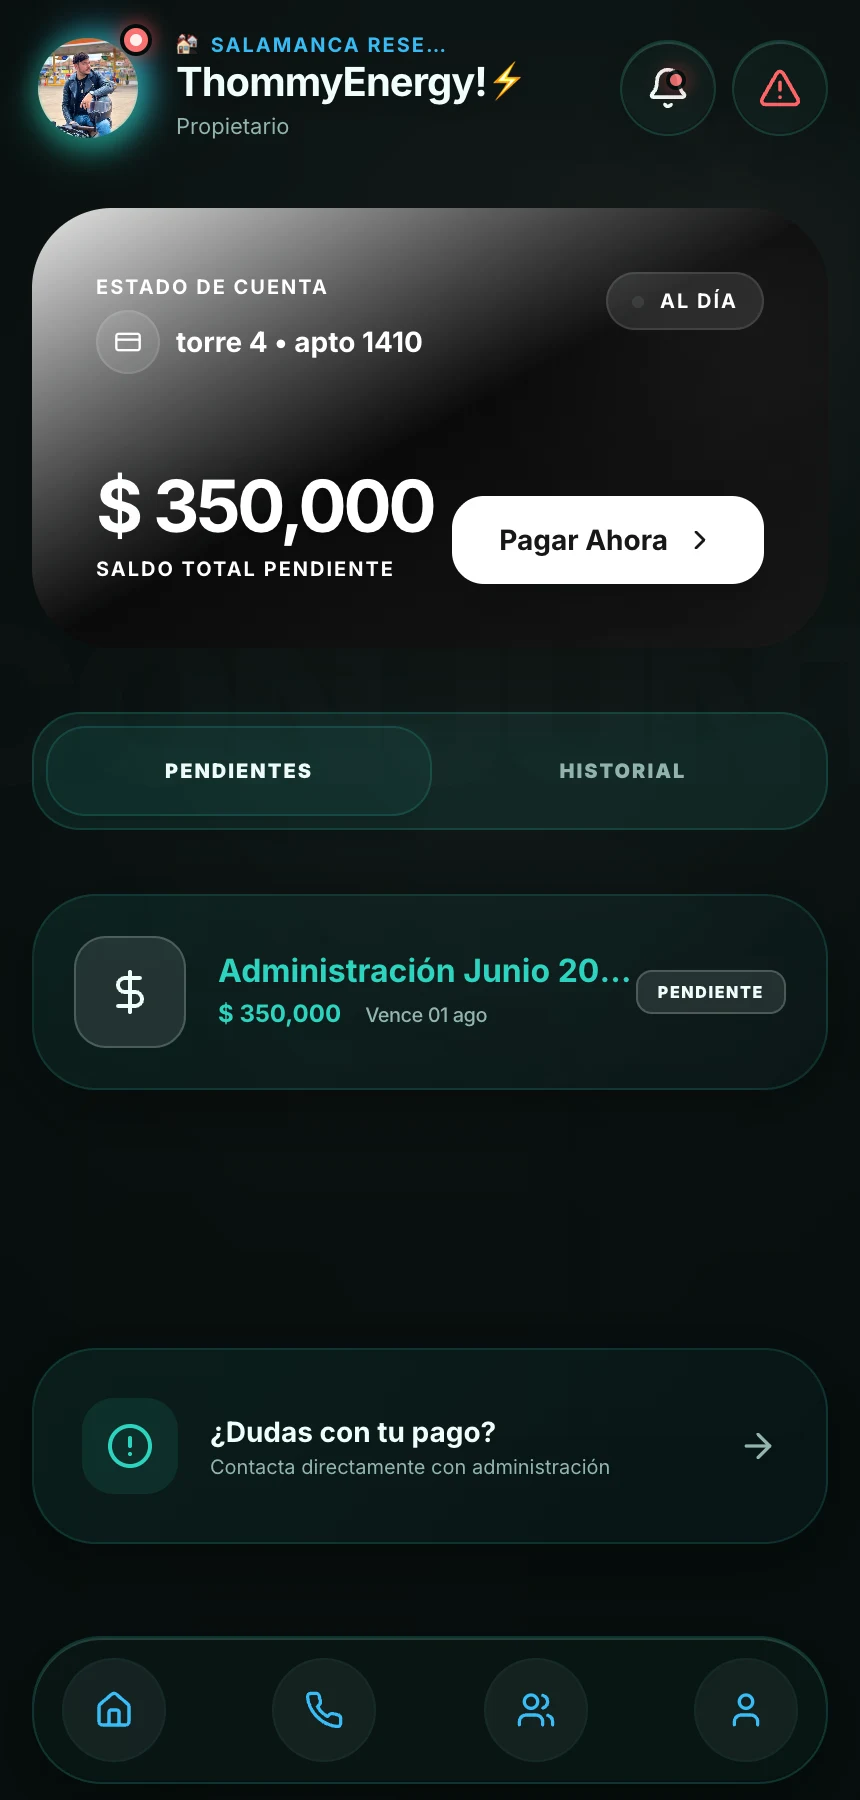 🏠 SALAMANCA RESE...
ThommyEnergy!⚡
Propietario
ESTADO DE CUENTA
AL DÍA
torre 4 • apto 1410
$ 350,000
SALDO TOTAL PENDIENTE
Pagar Ahora
PENDIENTES
HISTORIAL
Administración Junio 20...
$ 350,000 Vence 01 ago
PENDIENTE
¿Dudas con tu pago?
Contacta directamente con administración